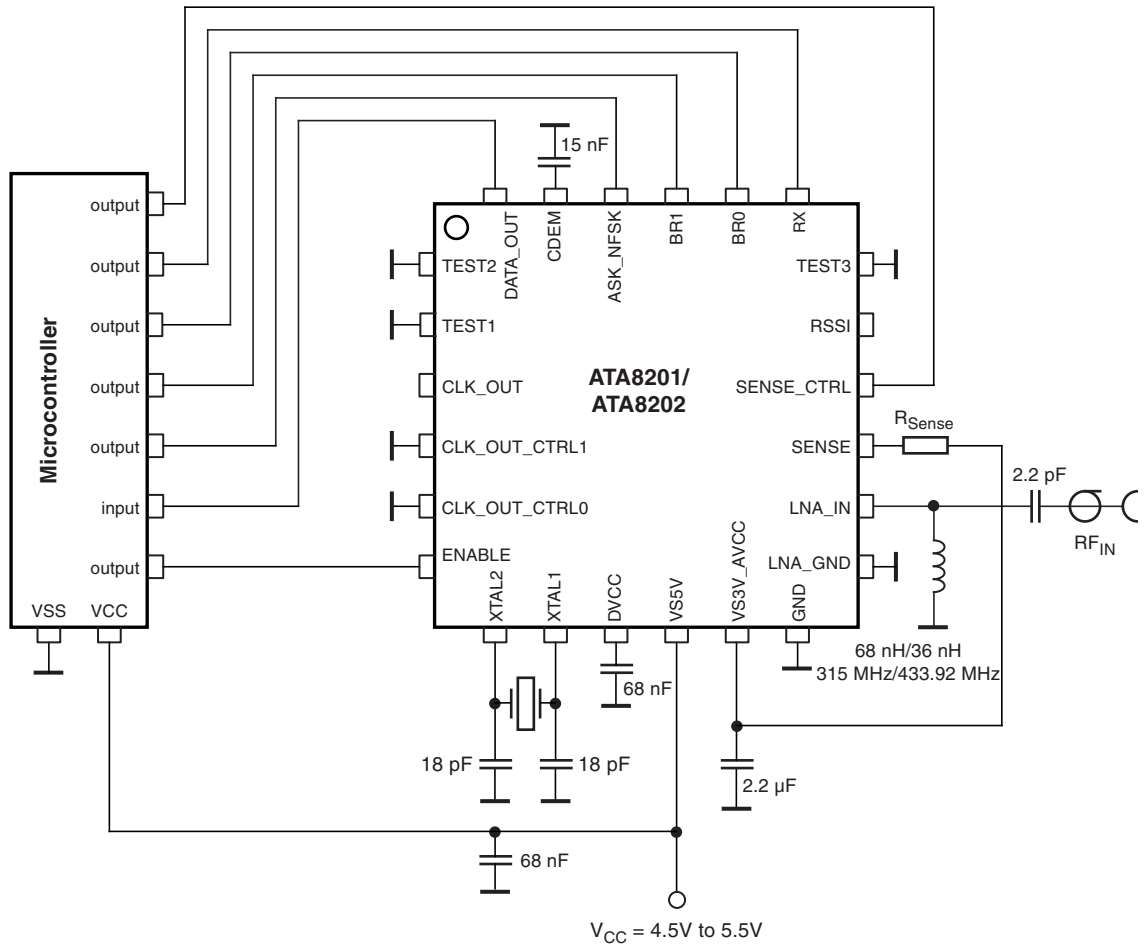 15 nF
Microcontroller
output
output
output
output
output
input
output
VSS
VCC
DATA_OUT
CDEM
ASK_NFSK
BR1
BR0
RX
TEST2
TEST1
CLK_OUT
CLK_OUT_CTRL1
CLK_OUT_CTRL0
ENABLE
ATA8201/
ATA8202
TEST3
RSSI
SENSE_CTRL
SENSE
LNA_IN
LNA_GND
XTAL2
XTAL1
DVCC
VS5V
VS3V_AVCC
GND
RSense
2.2 pF
RFIN
68 nH/36 nH
315 MHz/433.92 MHz
68 nF
18 pF
18 pF
2.2 µF
68 nF
VCC = 4.5V to 5.5V